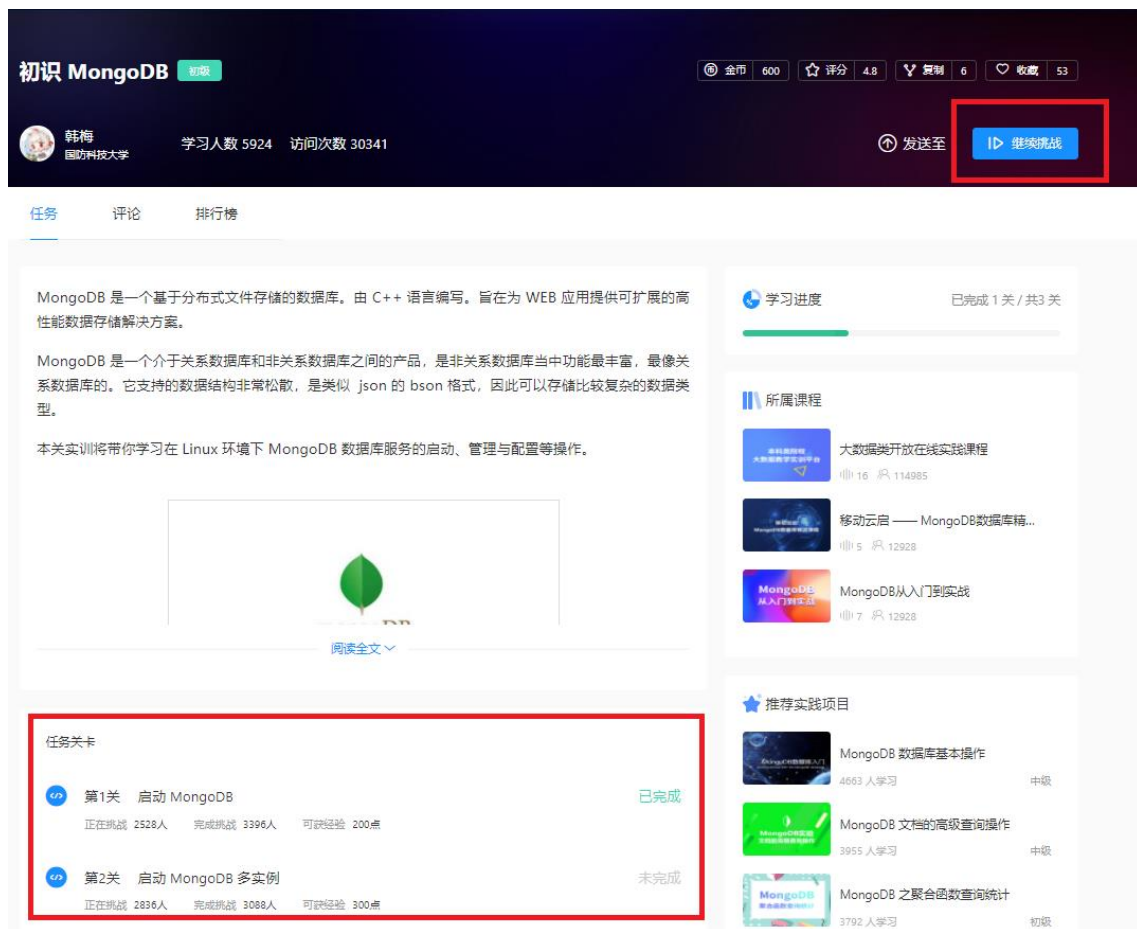 初识 MongoDB 初级
金币 600 评分 4.8 复制 6 收藏 53
韩梅
国防科技大学
学习人数 5924 访问次数 30341
发送至 继续挑战
任务 评论 排行榜
MongoDB 是一个基于分布式文件存储的数据库。由 C++ 语言编写。旨在为 WEB 应用提供可扩展的高
性能数据存储解决方案。
MongoDB 是一个介于关系数据库和非关系数据库之间的产品，是非关系数据库当中功能最丰富，最像关
系数据库的。它支持的数据结构非常松散，是类似 json 的 bson 格式，因此可以存储比较复杂的数据类
型。
本关实训将带你学习在 Linux 环境下 MongoDB 数据库服务的启动、管理与配置等操作。
阅读全文
任务关卡
第1关 启动 MongoDB 已完成
正在挑战 2528人 完成挑战 3396人 可获经验 200点
第2关 启动 MongoDB 多实例 未完成
正在挑战 2836人 完成挑战 3088人 可获经验 300点
学习进度 已完成 1 关 / 共3 关
所属课程
大数据类开放在线实践课程
16 114985
移动云启 —— MongoDB数据库精...
5 12928
MongoDB
从入门到实战
MongoDB从入门到实战
7 12928
推荐实践项目
MongoDB 数据库基本操作
4663 人学习 中级
MongoDB 文档的高级查询操作
3955 人学习 中级
MongoDB
MongoDB 之聚合函数查询统计
3792 人学习 初级